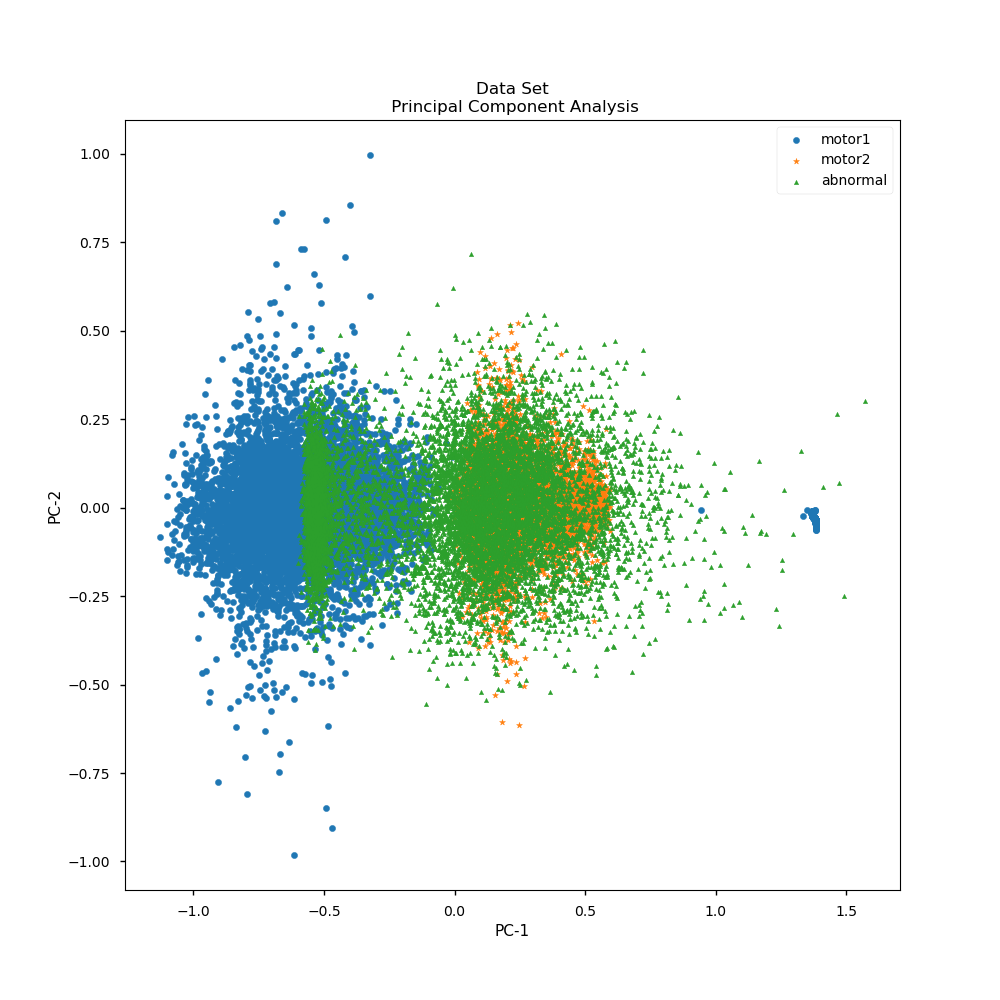 Data Set
Principal Component Analysis
motor1
motor2
abnormal
1.00
0.75
0.50
0.25
0.00
−0.25
−0.50
−0.75
−1.00
PC-2
−1.0
−0.5
0.0
0.5
1.0
1.5
PC-1